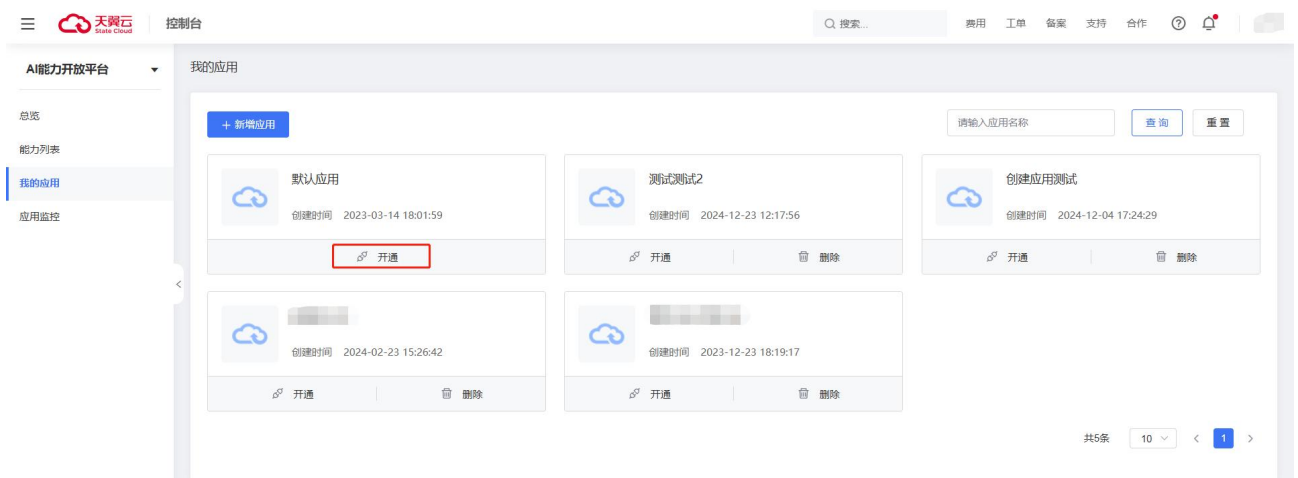 天翼云 State Cloud 控制台 搜索... 费用 工单 备案 支持 合作
AI能力开放平台
我的应用
总览
能力列表
我的应用
应用监控
+ 新增应用 请输入应用名称 查询 重置
默认应用
创建时间 2023-03-14 18:01:59
开通
测试测试2
创建时间 2024-12-23 12:17:56
开通 删除
创建应用测试
创建时间 2024-12-04 17:24:29
开通 删除
创建时间 2024-02-23 15:26:42
开通 删除
创建时间 2023-12-23 18:19:17
开通 删除
共5条 10 < 1 >